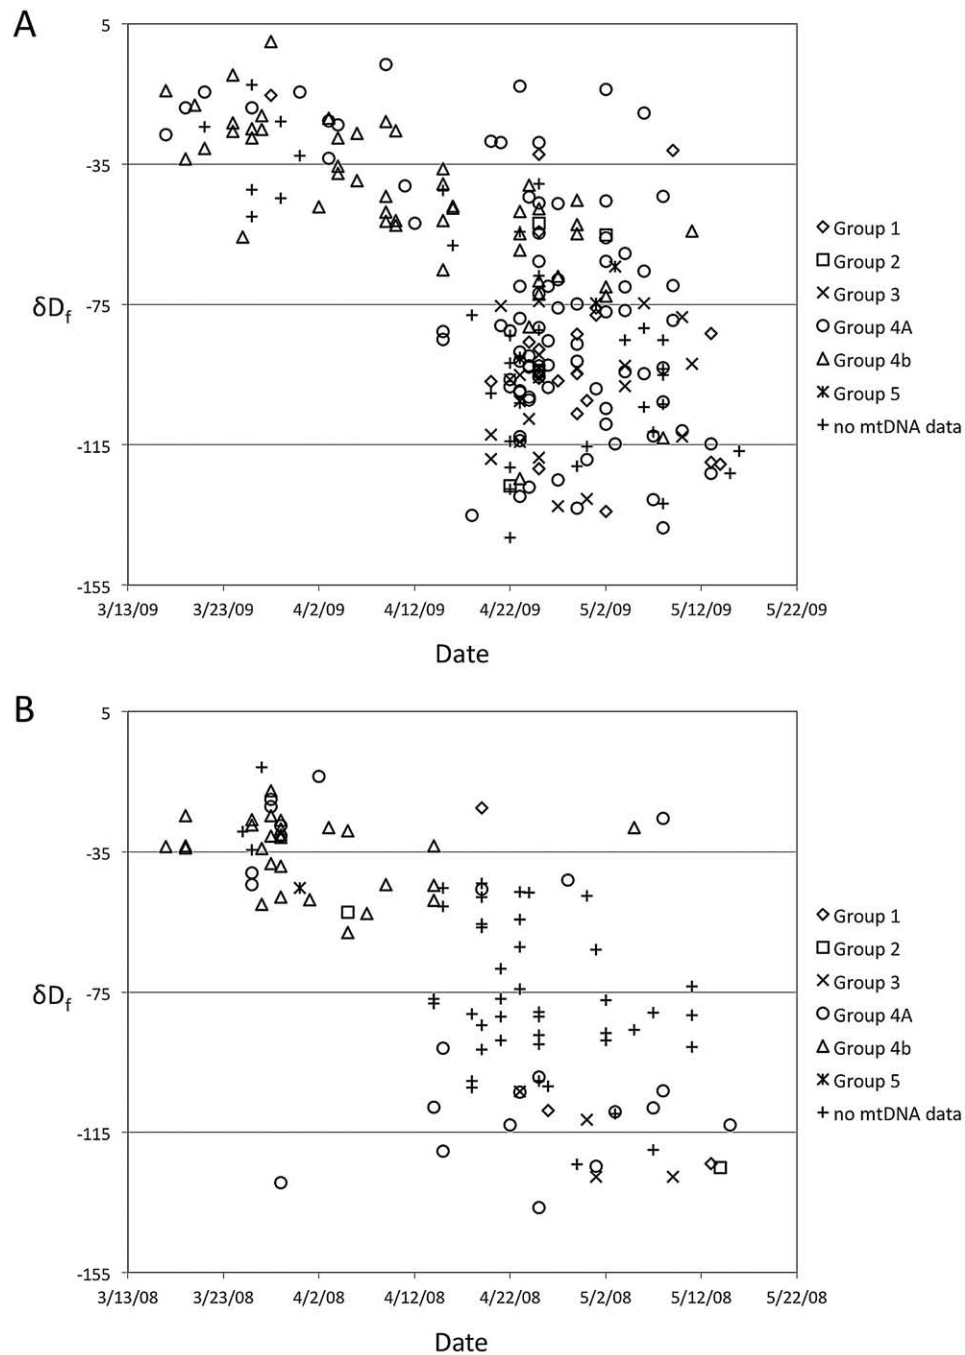 A
5
-35
-75
-115
-155
δD_f
3/13/09 3/23/09 4/2/09 4/12/09 4/22/09 5/2/09 5/12/09 5/22/09
Date
Group 1
Group 2
Group 3
Group 4A
Group 4b
Group 5
no mtDNA data
B
5
-35
-75
-115
-155
δD_f
3/13/08 3/23/08 4/2/08 4/12/08 4/22/08 5/2/08 5/12/08 5/22/08
Date
Group 1
Group 2
Group 3
Group 4A
Group 4b
Group 5
no mtDNA data